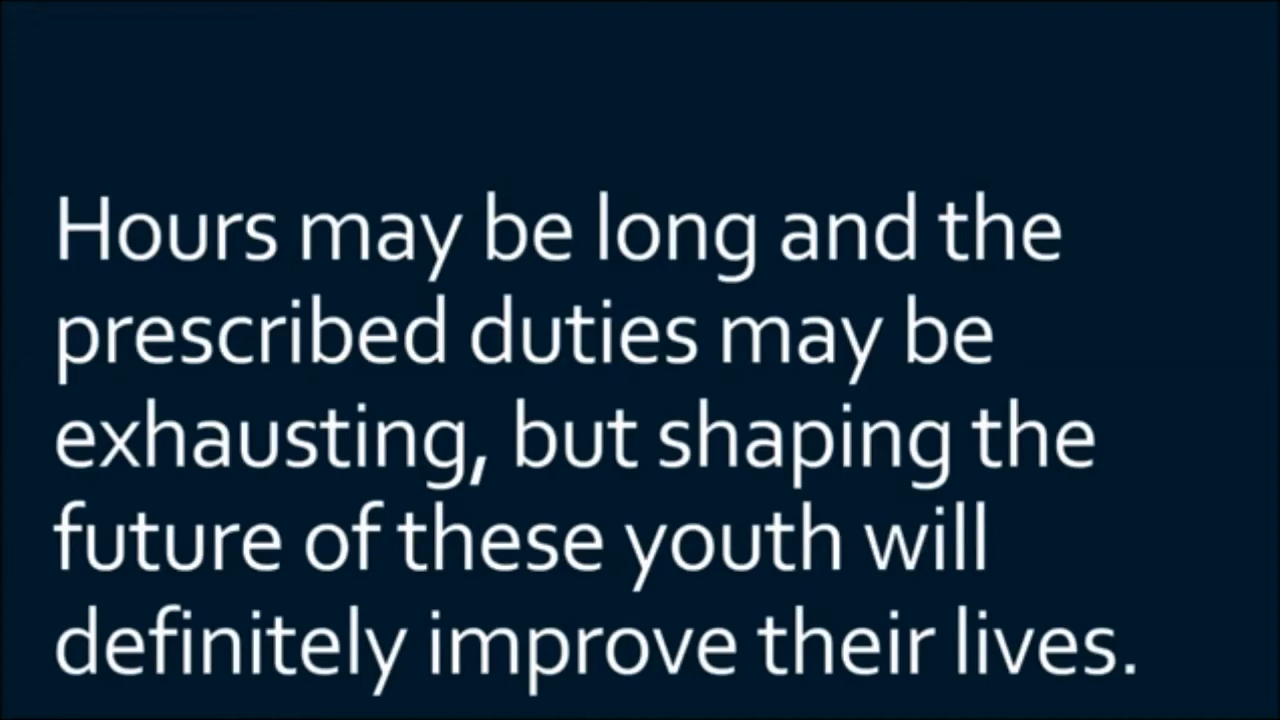 Hours may be long and the
prescribed duties may be
exhausting, but shaping the
future of these youth will
definitely improve their lives.